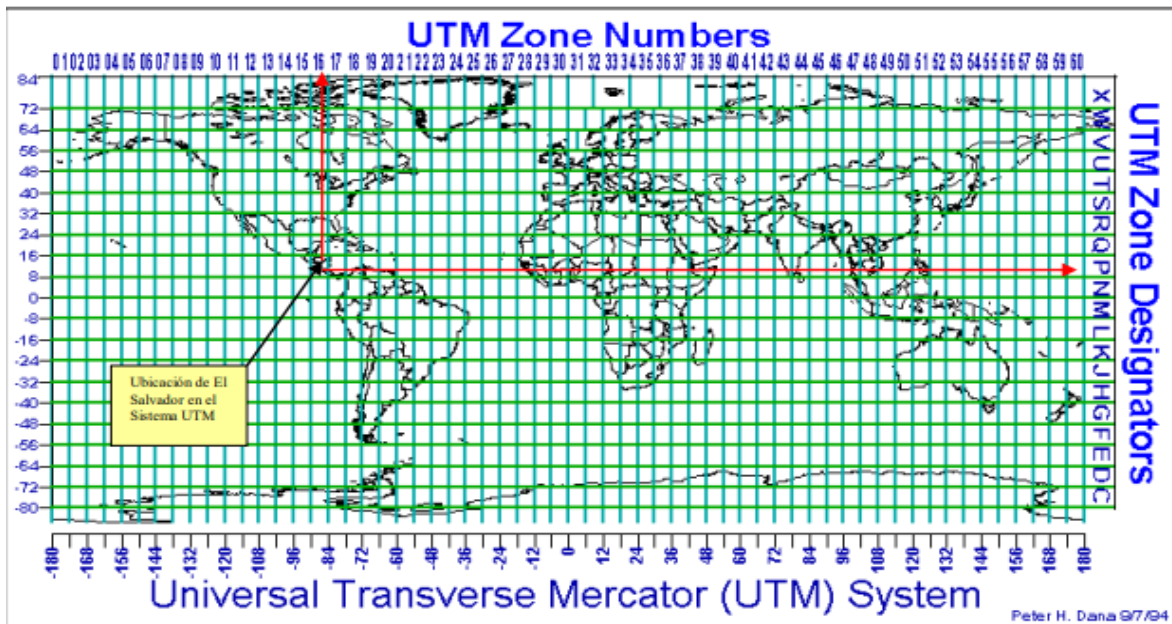 UTM Zone Numbers
01 02 03 04 05 06 07 08 09 10 11 12 13 14 15 16 17 18 19 20 21 22 23 24 25 26 27 28 29 30 31 32 33 34 35 36 37 38 39 40 41 42 43 44 45 46 47 48 49 50 51 52 53 54 55 56 57 58 59 60
84
72
64
56
48
40
32
24
16
8
0
-8
-16
-24
-32
-40
-48
-56
-64
-72
-80
X
W
V
U
T
S
R
Q
P
N
M
L
K
J
H
G
F
E
D
C
UTM Zone Designators
Ubicación de El
Salvador en el
Sistema UTM
-180 -168 -156 -144 -132 -120 -108 -96 -84 -72 -60 -48 -36 -24 -12 0 12 24 36 48 60 72 84 96 108 120 132 144 156 168 180
Universal Transverse Mercator (UTM) System
Peter H. Dana 9/7/94